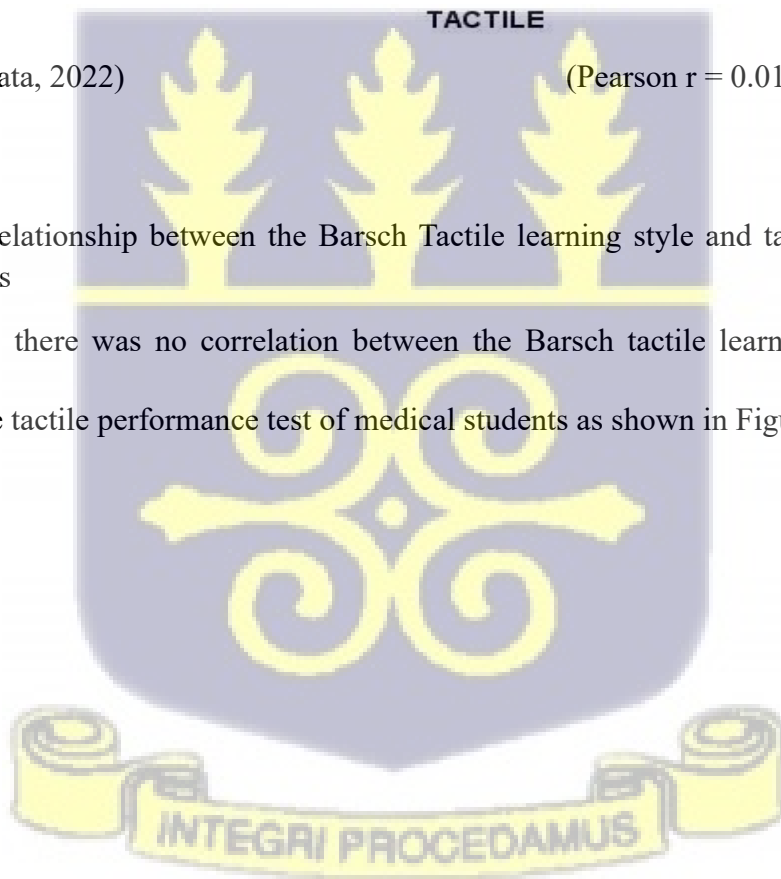 TACTILE
ata, 2022) (Pearson r = 0.01
elationship between the Barsch Tactile learning style and ta
s
there was no correlation between the Barsch tactile learn
e tactile performance test of medical students as shown in Figu
INTEGRI PROCEDAMUS